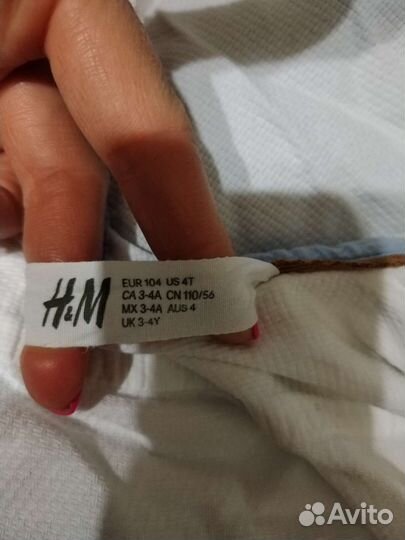 H&M
EUR 104 US 4T
CA 3-4A CN 110/56
MX 3-4A AUS 4
UK 3-4Y
Avito